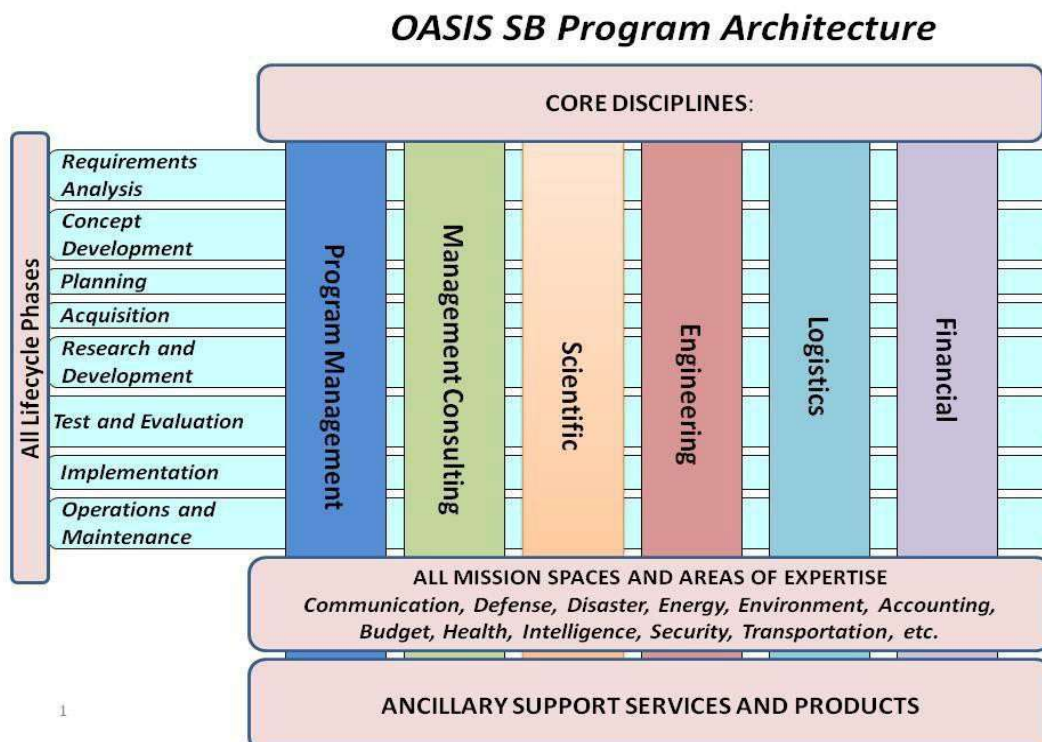 OASIS SB Program Architecture
CORE DISCIPLINES:
All Lifecycle Phases
Requirements
Analysis
Concept
Development
Planning
Acquisition
Research and
Development
Test and Evaluation
Implementation
Operations and
Maintenance
Program Management
Management Consulting
Scientific
Engineering
Logistics
Financial
ALL MISSION SPACES AND AREAS OF EXPERTISE
Communication, Defense, Disaster, Energy, Environment, Accounting,
Budget, Health, Intelligence, Security, Transportation, etc.
ANCILLARY SUPPORT SERVICES AND PRODUCTS
1